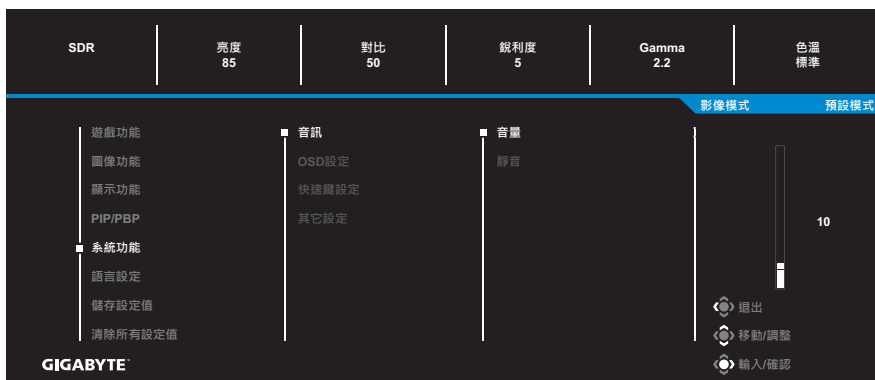 SDR
亮度
85
對比
50
銳利度
5
Gamma
2.2
色溫
標準
影像模式
預設模式
遊戲功能
圖像功能
顯示功能
PIP/PBP
系統功能
語言設定
儲存設定值
清除所有設定值
音訊
OSD設定
快速鍵設定
其它設定
音量
靜音
10
退出
移動/調整
輸入/確認
GIGABYTE™